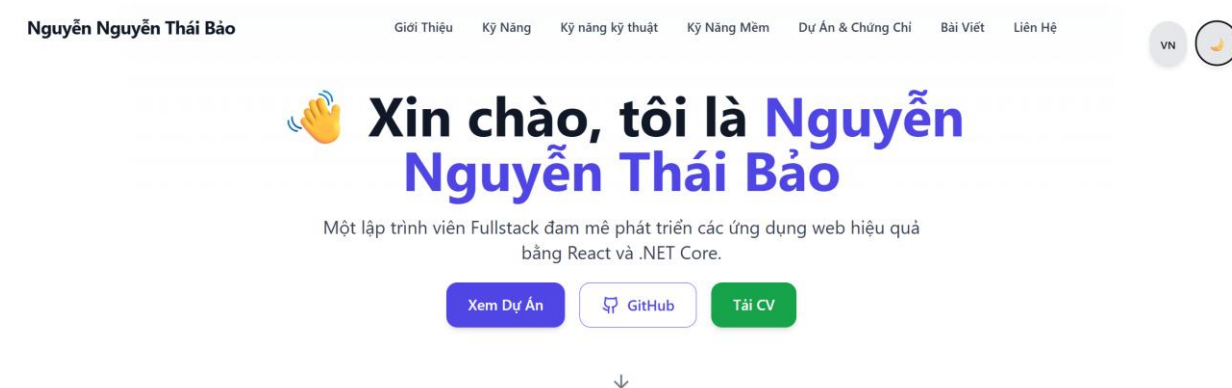 Nguyễn Nguyễn Thái Bảo
Giới Thiệu Kỹ Năng Kỹ năng kỹ thuật Kỹ Năng Mềm Dự Án & Chứng Chỉ Bài Viết Liên Hệ
VN
👋 Xin chào, tôi là Nguyễn
Nguyễn Thái Bảo
Một lập trình viên Fullstack đam mê phát triển các ứng dụng web hiệu quả
bằng React và .NET Core.
Xem Dự Án GitHub Tải CV